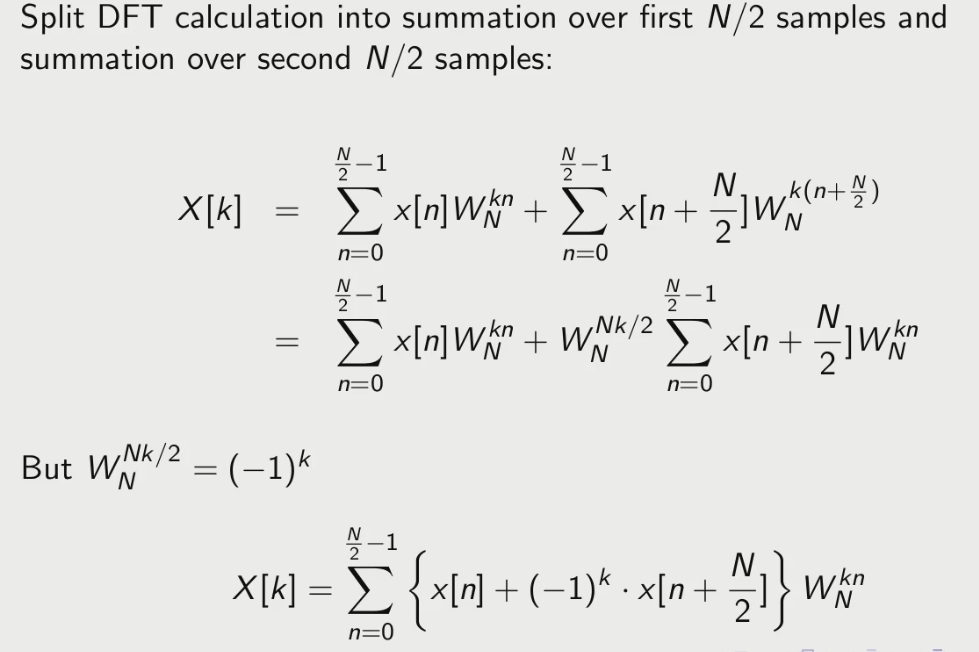 Split DFT calculation into summation over first N/2 samples and
summation over second N/2 samples:
X[k] = \sum_{n=0}^{\frac{N}{2}-1} x[n] W_N^{kn} + \sum_{n=0}^{\frac{N}{2}-1} x[n + \frac{N}{2}] W_N^{k(n+\frac{N}{2})}
= \sum_{n=0}^{\frac{N}{2}-1} x[n] W_N^{kn} + W_N^{Nk/2} \sum_{n=0}^{\frac{N}{2}-1} x[n + \frac{N}{2}] W_N^{kn}
But W_N^{Nk/2} = (-1)^k
X[k] = \sum_{n=0}^{\frac{N}{2}-1} \left\{ x[n] + (-1)^k \cdot x[n + \frac{N}{2}] \right\} W_N^{kn}